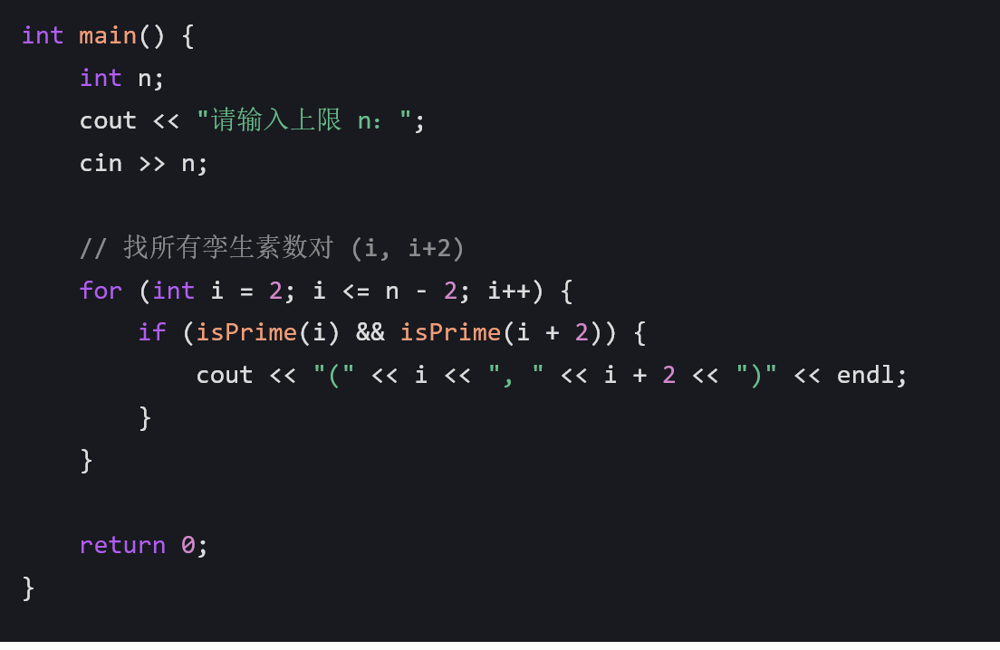 int main() {
    int n;
    cout << "请输入上限 n：";
    cin >> n;

    // 找所有孪生素数对 (i, i+2)
    for (int i = 2; i <= n - 2; i++) {
        if (isPrime(i) && isPrime(i + 2)) {
            cout << "(" << i << ", " << i + 2 << ")" << endl;
        }
    }

    return 0;
}